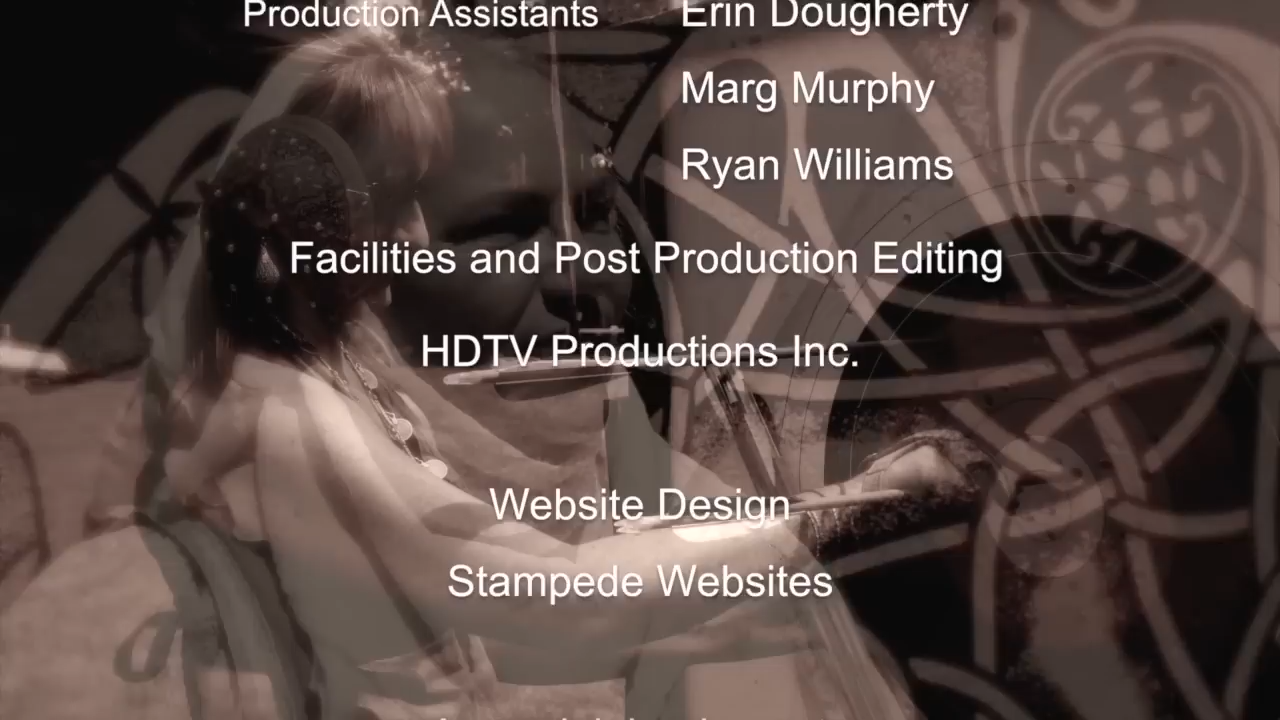 Production Assistants Erin Dougherty
Marg Murphy
Ryan Williams
Facilities and Post Production Editing
HDTV Productions Inc.
Website Design
Stampede Websites